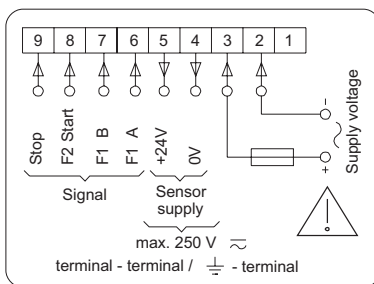 9 8 7 6 5 4 3 2 1
Stop
F2 Start
F1 B
F1 A
+24V
0V
-
+
Supply voltage
Signal
Sensor
supply
max. 250 V
terminal - terminal / - terminal